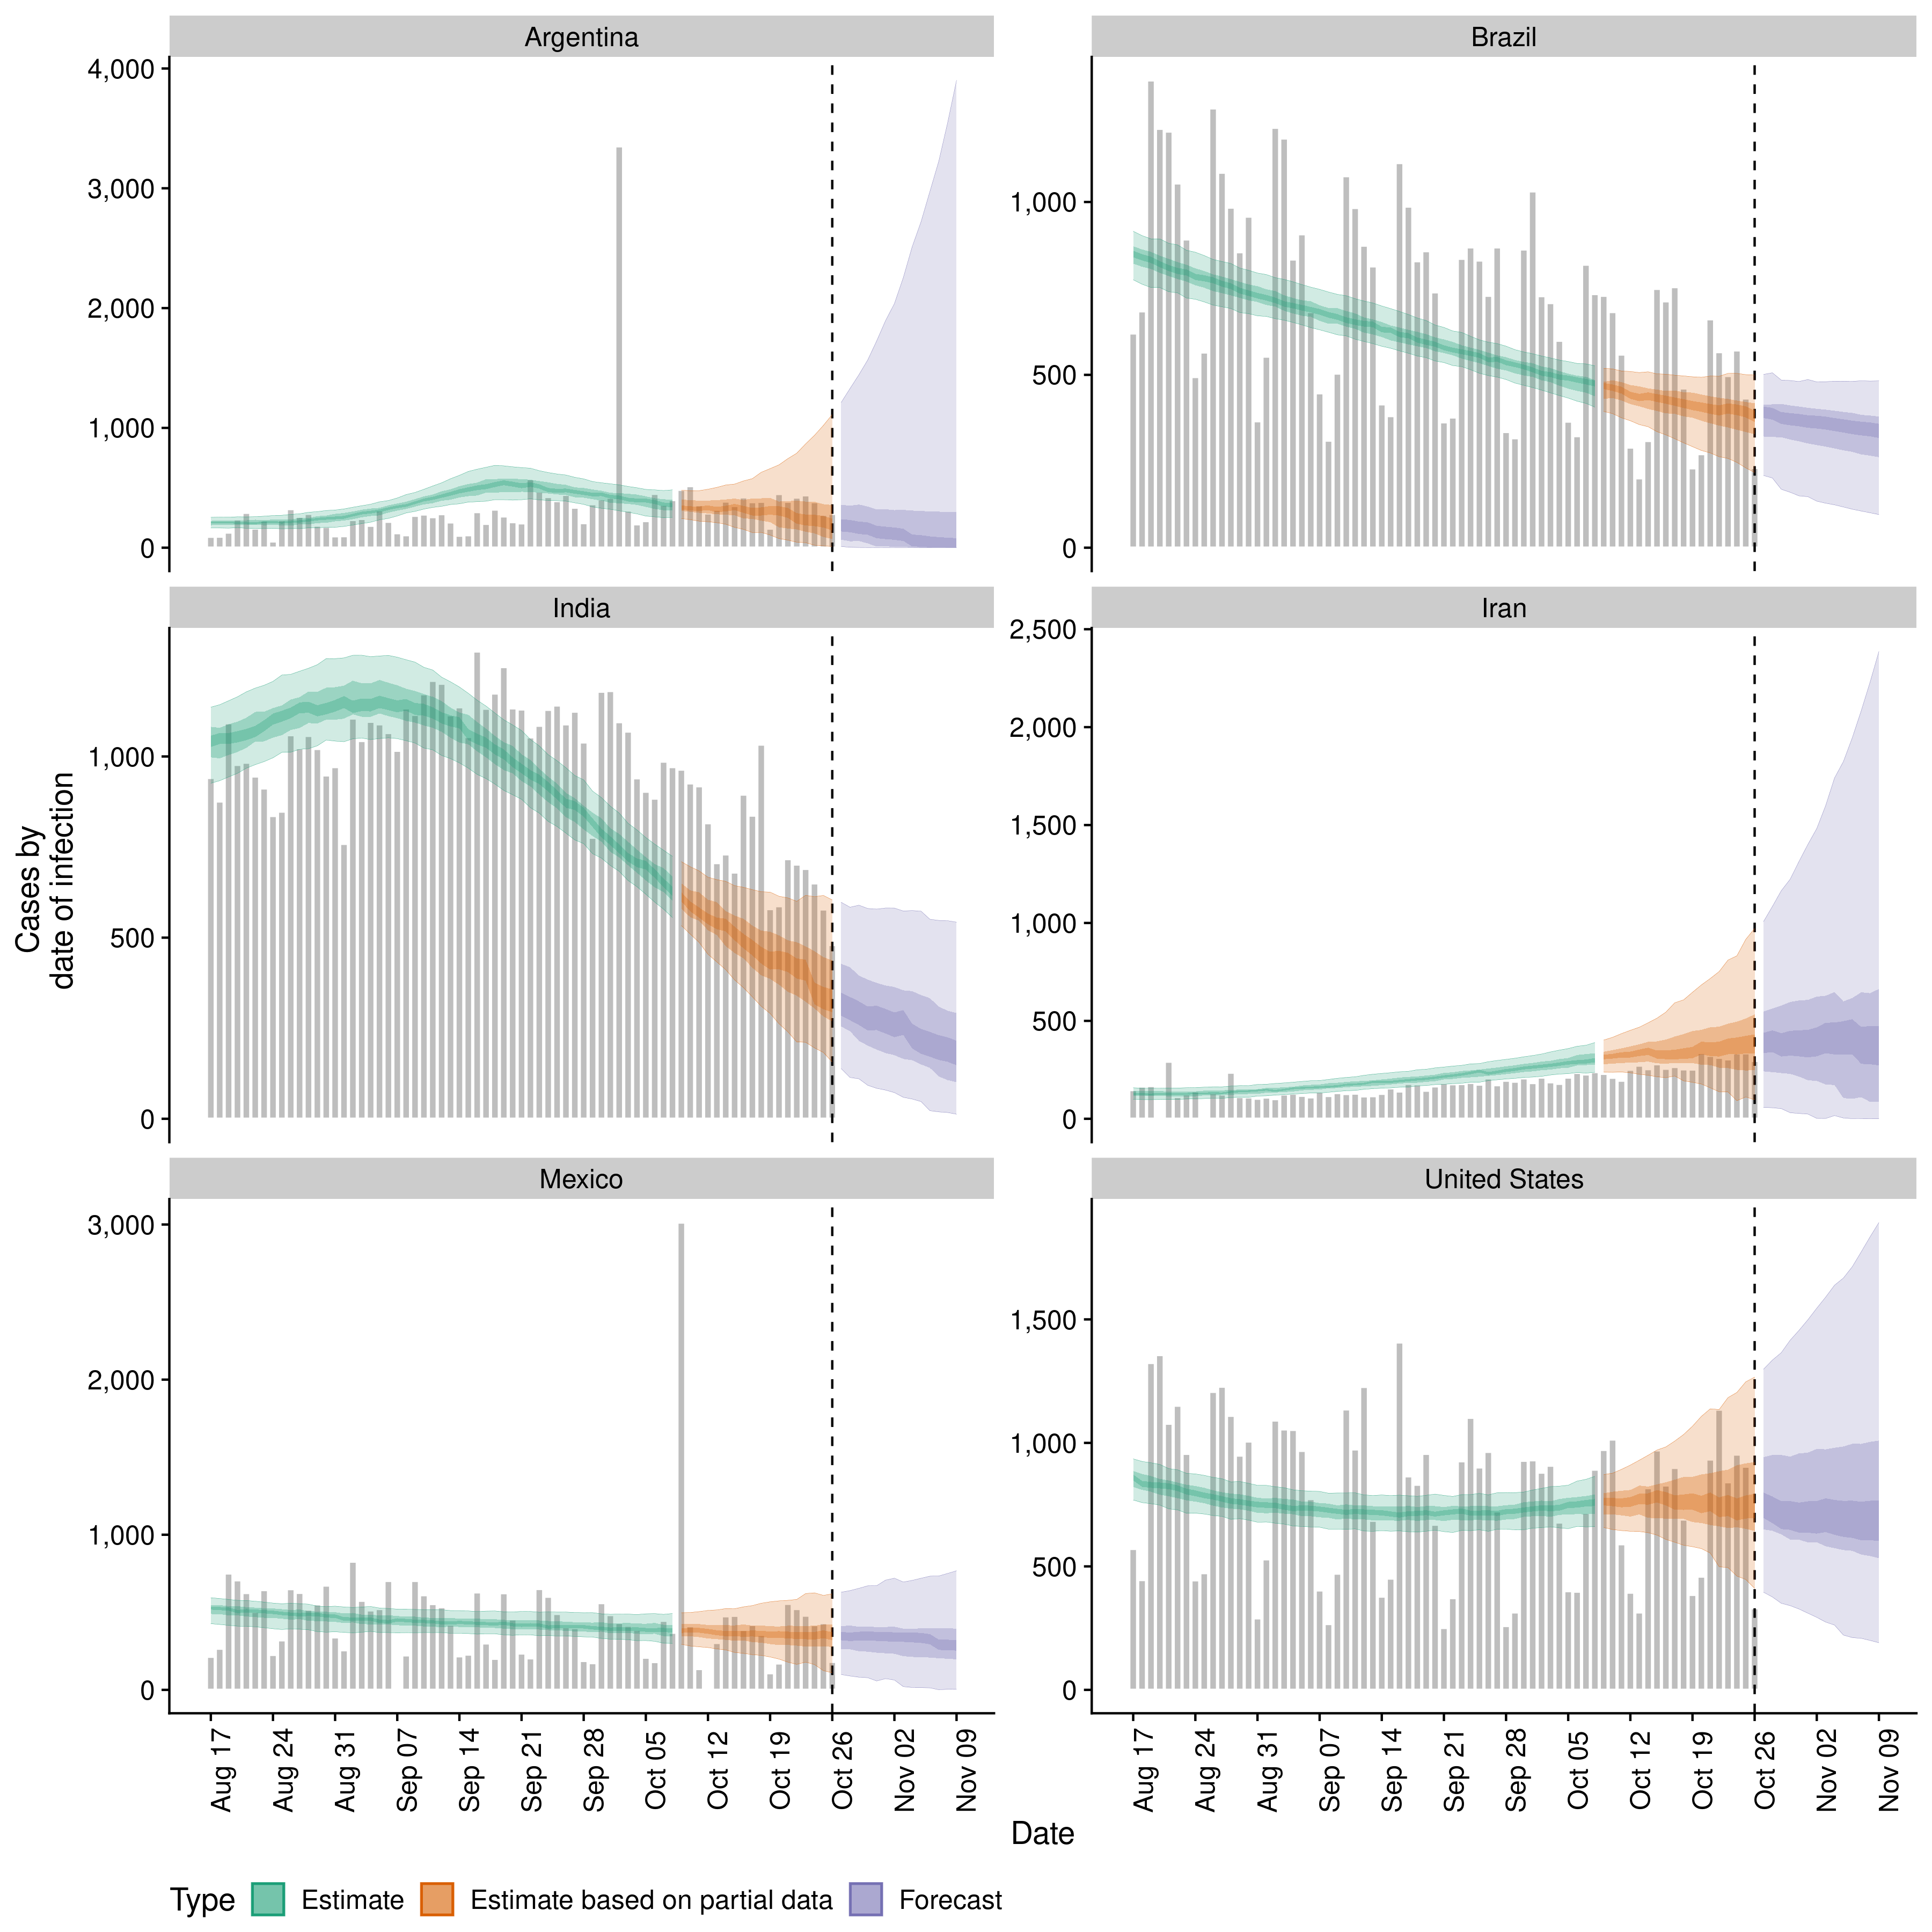 Argentina
Brazil
4,000
3,000
2,000
1,000
0
1,000
500
0
India
Iran
1,000
500
0
2,500
2,000
1,500
1,000
500
0
Cases by
date of infection
Mexico
United States
3,000
2,000
1,000
0
1,500
1,000
500
0
Aug 17
Aug 24
Aug 31
Sep 07
Sep 14
Sep 21
Sep 28
Oct 05
Oct 12
Oct 19
Oct 26
Nov 02
Nov 09
Aug 17
Aug 24
Aug 31
Sep 07
Sep 14
Sep 21
Sep 28
Oct 05
Oct 12
Oct 19
Oct 26
Nov 02
Nov 09
Date
Type Estimate Estimate based on partial data Forecast